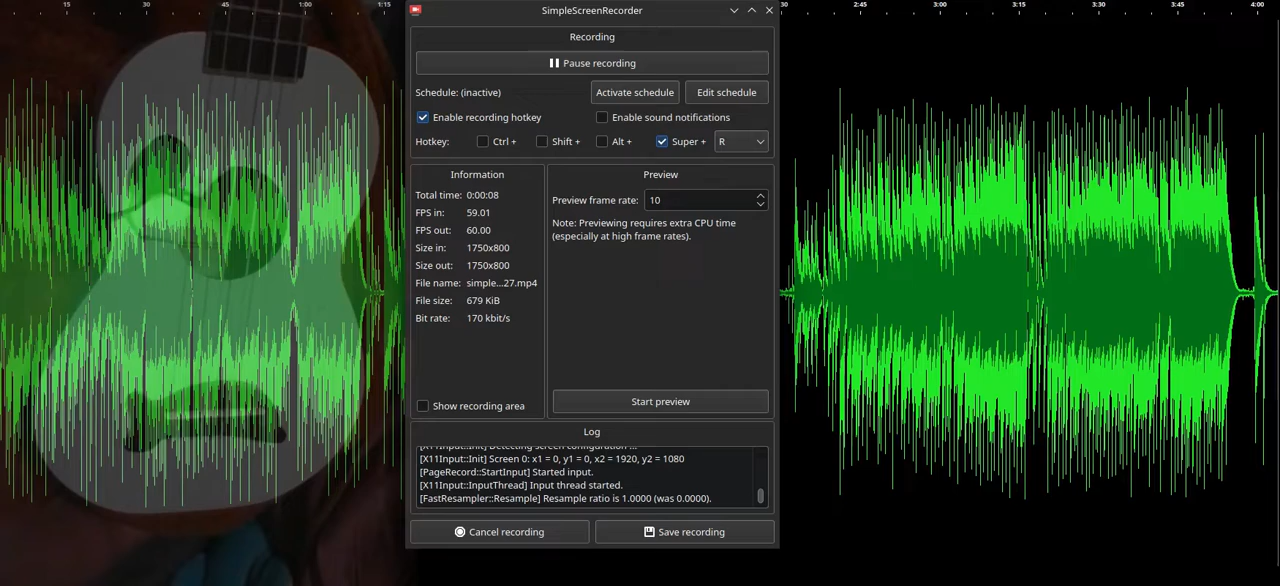 15 30 45 1:15 30 2:45 3:00 3:15 3:30 3:45 4:00
SimpleScreenRecorder
Recording
Pause recording
Schedule: (inactive) Activate schedule Edit schedule
Enable recording hotkey Enable sound notifications
Hotkey: Ctrl + Shift + Alt + Super + R
Information
Total time: 0:00:08
FPS in: 59.01
FPS out: 60.00
Size in: 1750x800
Size out: 1750x800
File name: simple...27.mp4
File size: 679 KiB
Bit rate: 170 kbit/s
Show recording area
Preview
Preview frame rate: 10
Note: Previewing requires extra CPU time
(especially at high frame rates).
Start preview
Log
[X11Input::Init] Detecting screen configuration ...
[X11Input::Init] Screen 0: x1 = 0, y1 = 0, x2 = 1920, y2 = 1080
[PageRecord::StartInput] Started input.
[X11Input::InputThread] Input thread started.
[FastResampler::Resample] Resample ratio is 1.0000 (was 0.0000).
Cancel recording Save recording